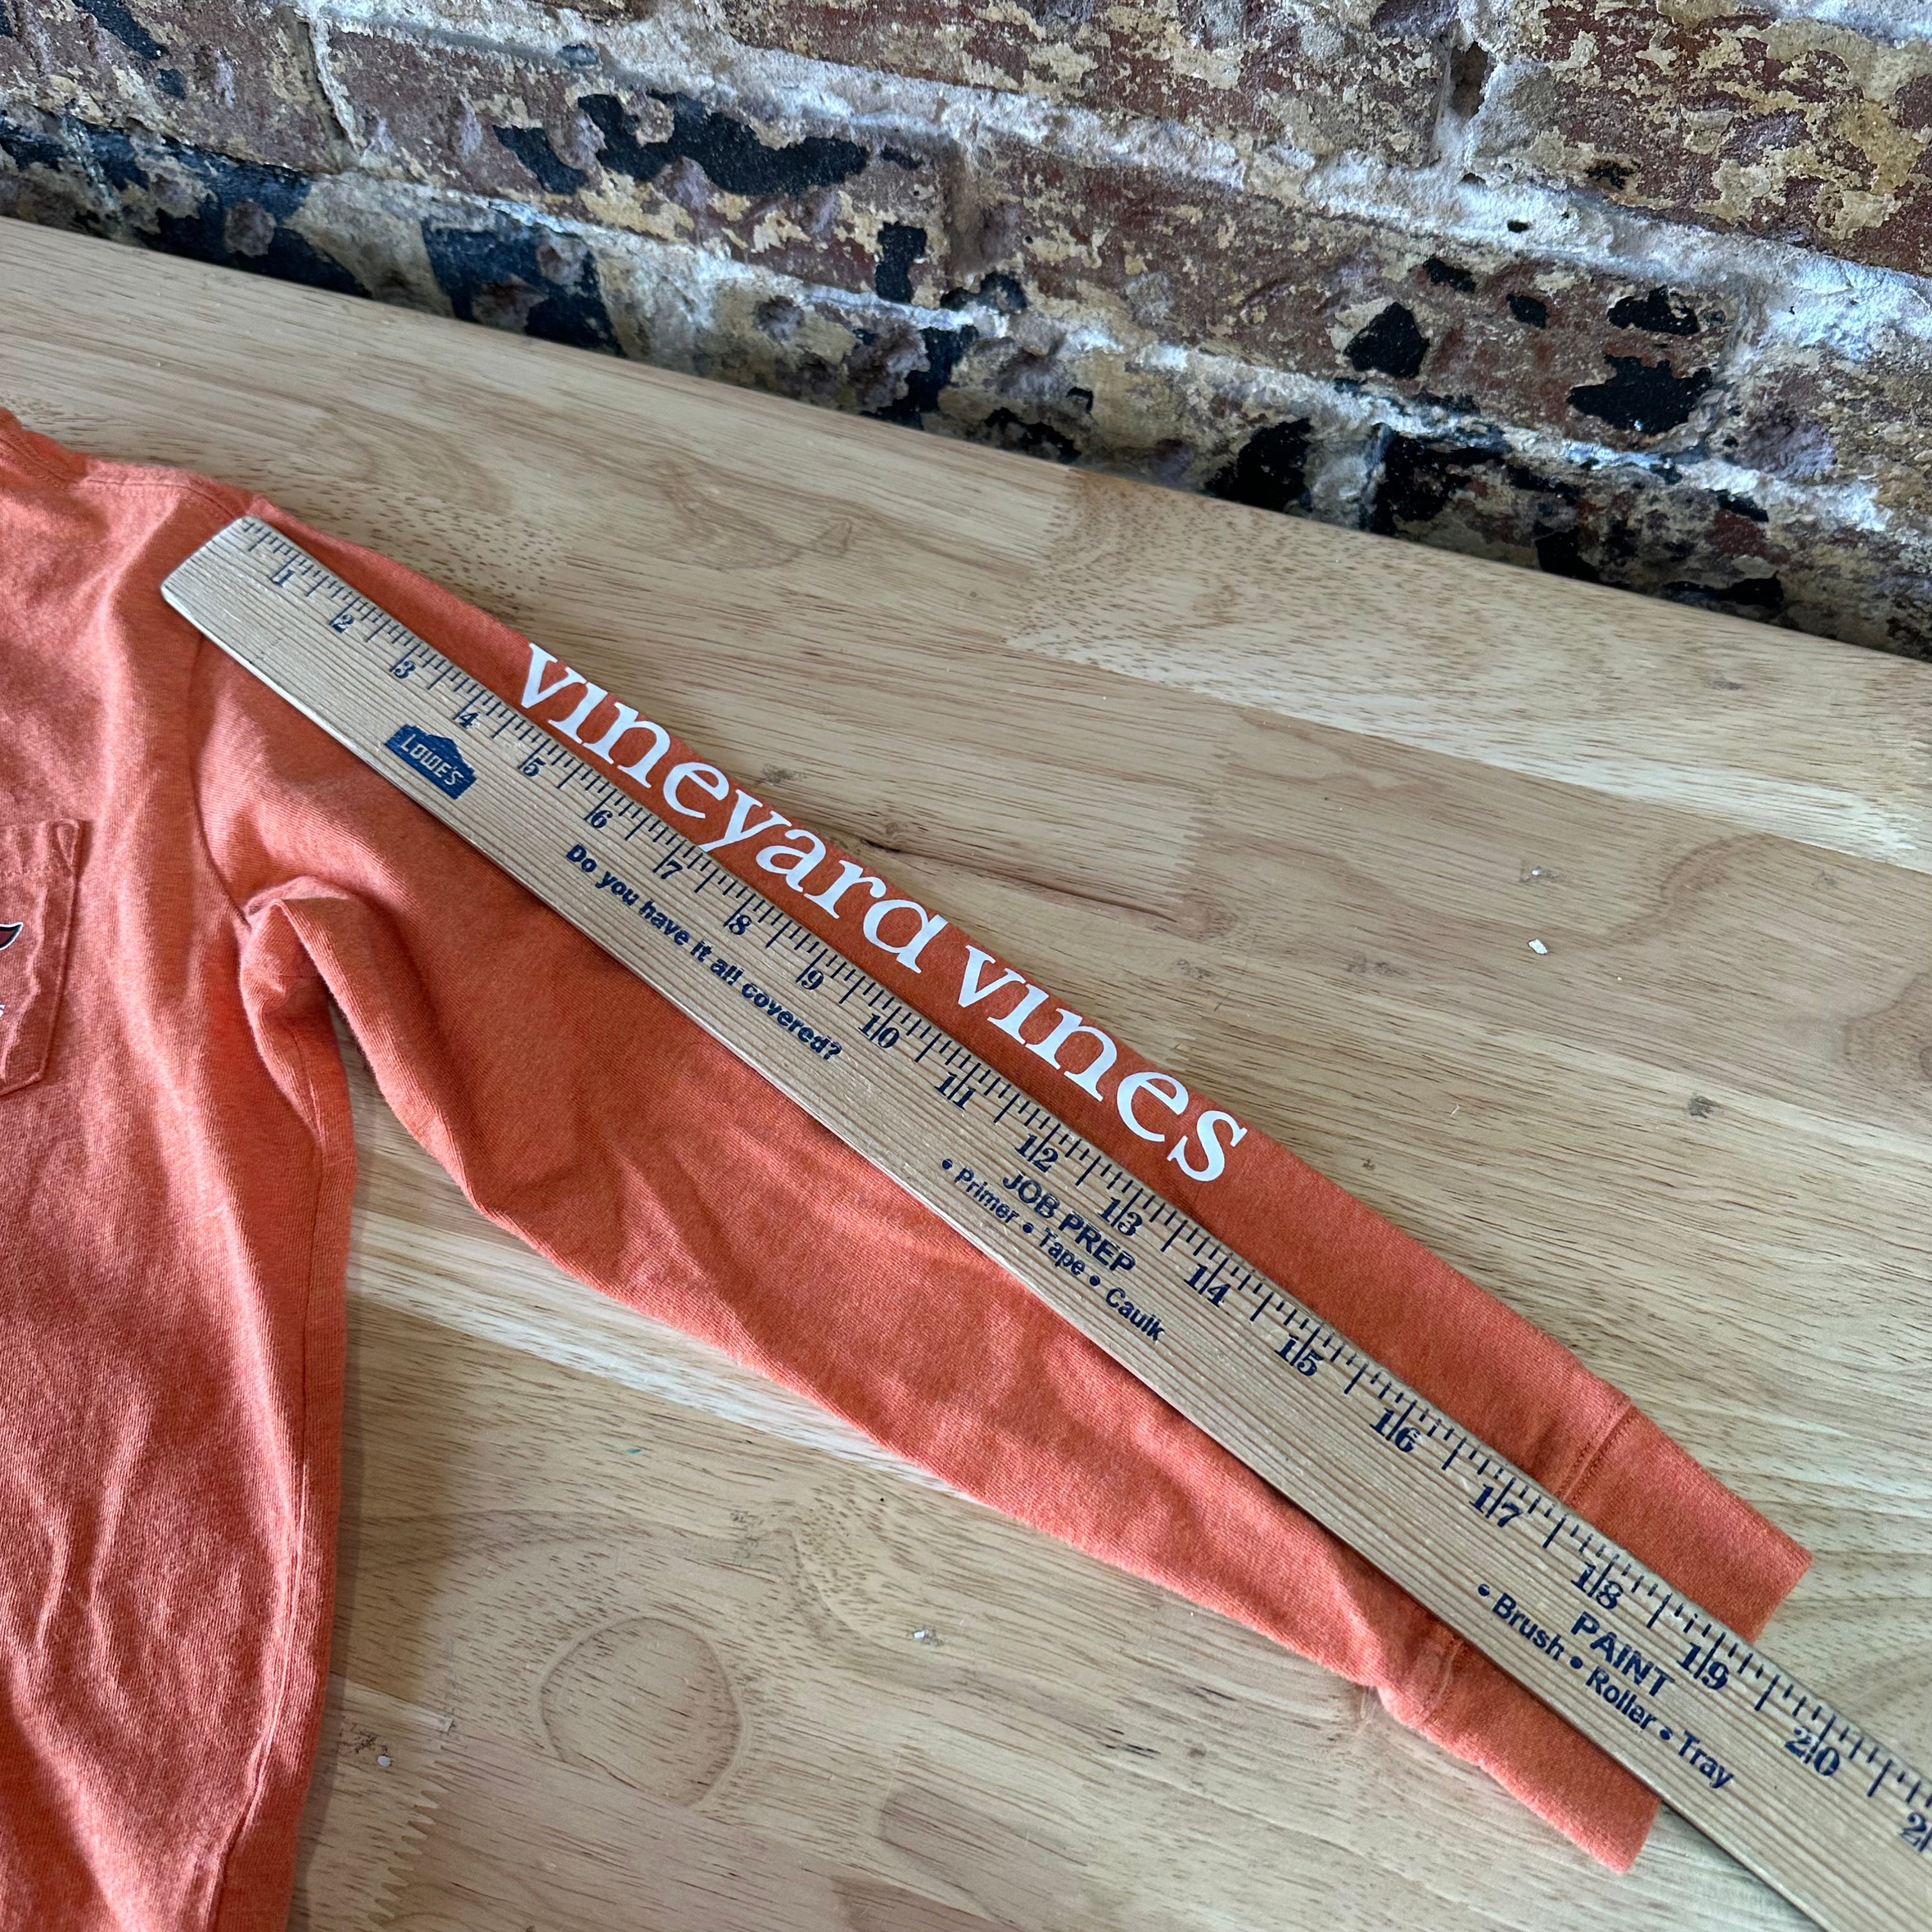 vineyard vines
1 2 3 4 5 6 7 8 9 10 11 12 13 14 15 16 17 18 19 20
LOWE'S
Do you have it all covered?
JOB PREP
• Primer • Tape • Caulk
PAINT
• Brush • Roller • Tray